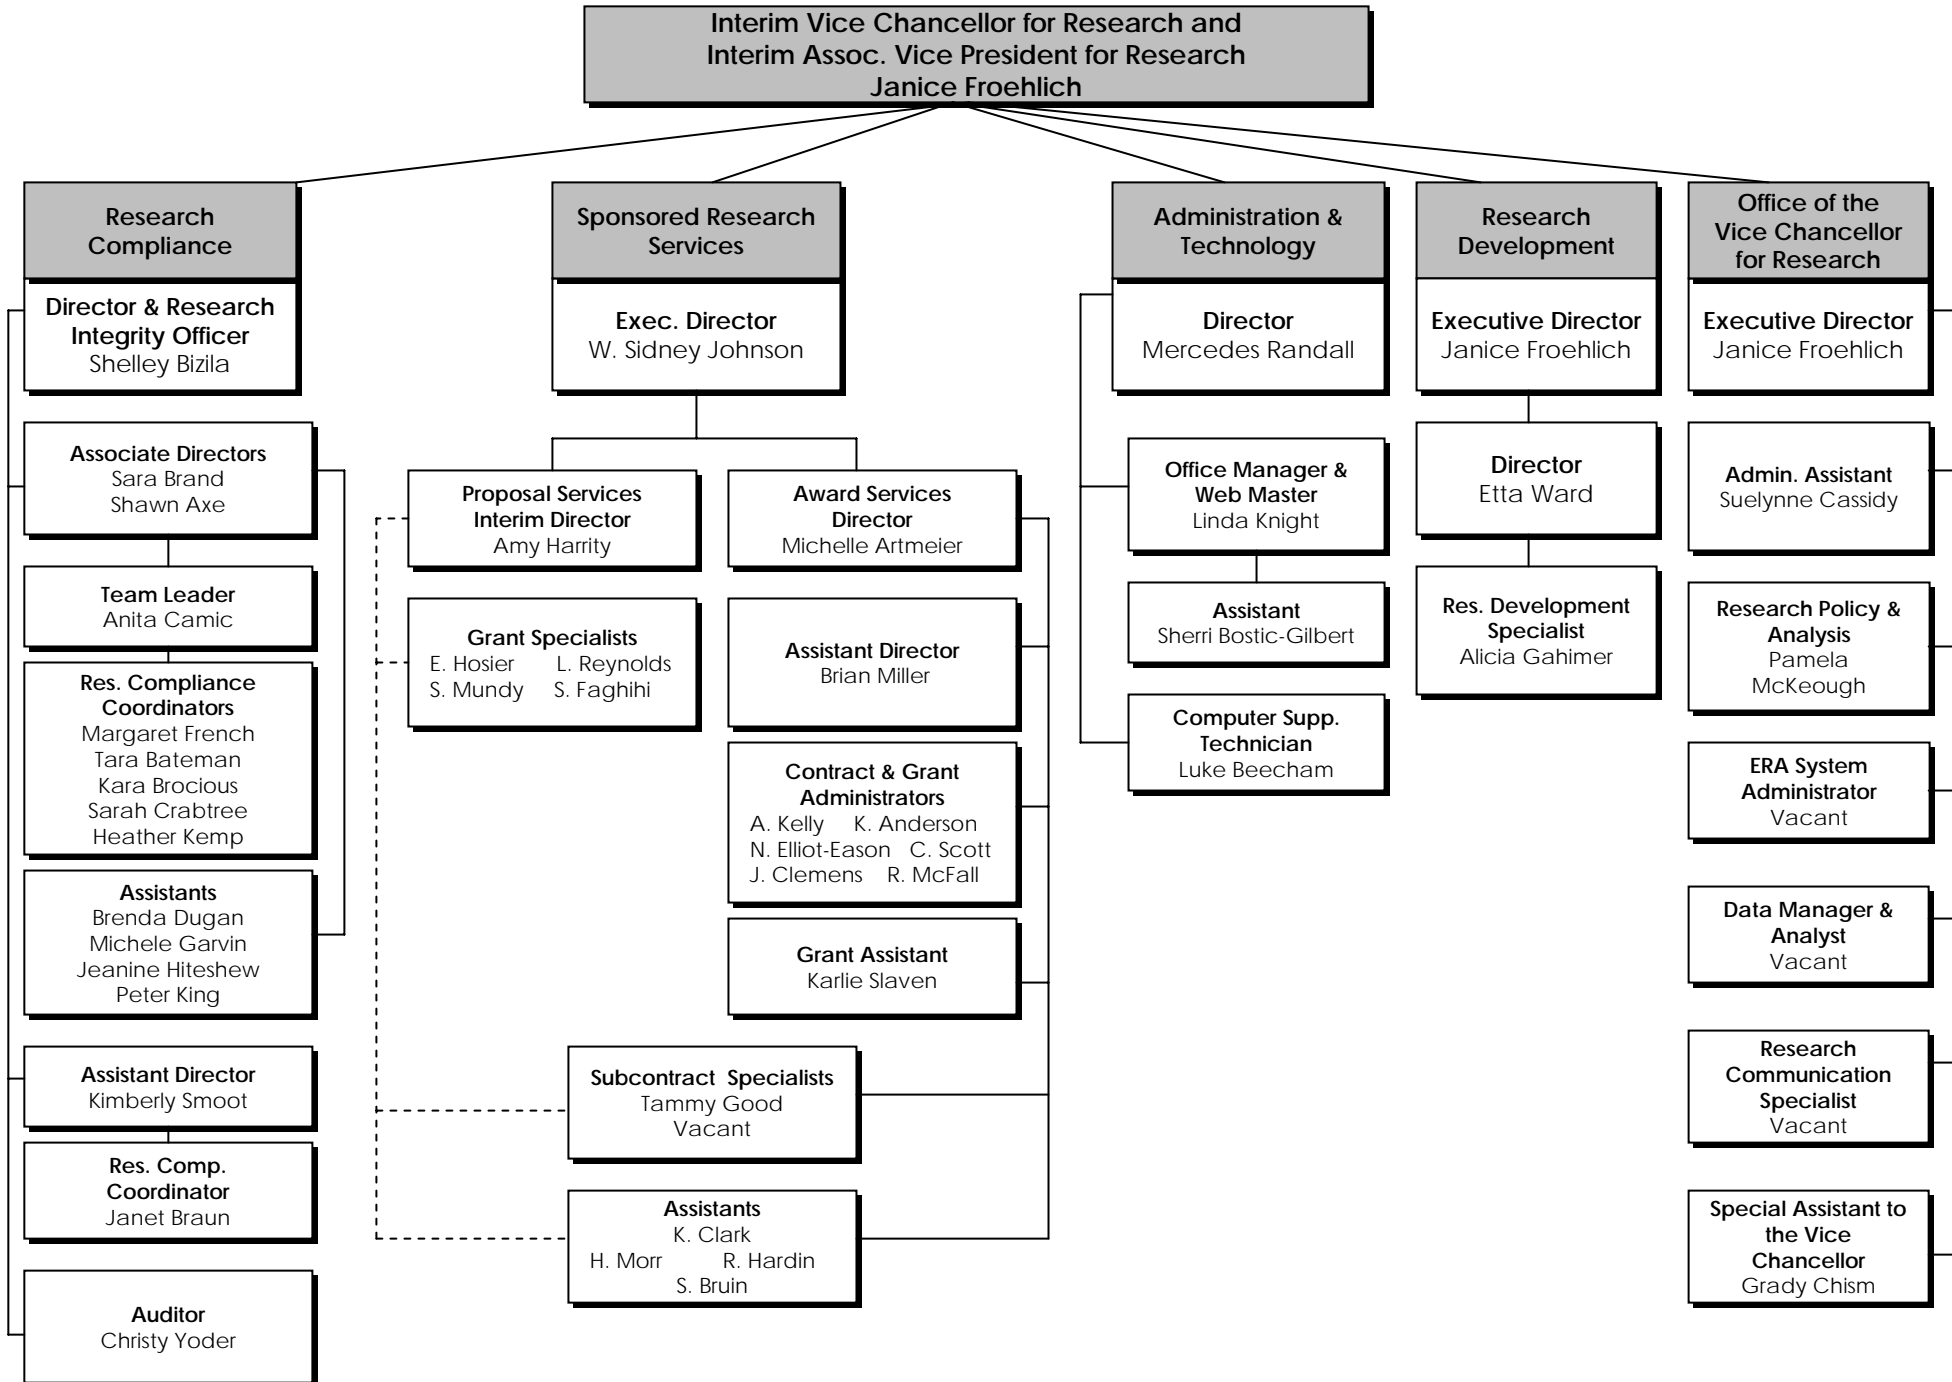 Interim Vice Chancellor for Research and
Interim Assoc. Vice President for Research
Janice Froehlich
Research
Compliance
Director & Research
Integrity Officer
Shelley Bizila
Associate Directors
Sara Brand
Shawn Axe
Team Leader
Anita Camic
Res. Compliance
Coordinators
Margaret French
Tara Bateman
Kara Brocious
Sarah Crabtree
Heather Kemp
Assistants
Brenda Dugan
Michele Garvin
Jeanine Hiteshew
Peter King
Assistant Director
Kimberly Smoot
Res. Comp.
Coordinator
Janet Braun
Auditor
Christy Yoder
Sponsored Research
Services
Exec. Director
W. Sidney Johnson
Proposal Services
Interim Director
Amy Harrity
Grant Specialists
E. Hosier L. Reynolds
S. Mundy S. Faghihi
Award Services
Director
Michelle Artmeier
Assistant Director
Brian Miller
Contract & Grant
Administrators
A. Kelly K. Anderson
N. Elliot-Eason C. Scott
J. Clemens R. McFall
Grant Assistant
Karlie Slaven
Subcontract Specialists
Tammy Good
Vacant
Assistants
K. Clark
H. Morr R. Hardin
S. Bruin
Administration &
Technology
Director
Mercedes Randall
Office Manager &
Web Master
Linda Knight
Assistant
Sherri Bostic-Gilbert
Computer Supp.
Technician
Luke Beecham
Research
Development
Executive Director
Janice Froehlich
Director
Etta Ward
Res. Development
Specialist
Alicia Gahimer
Office of the
Vice Chancellor
for Research
Executive Director
Janice Froehlich
Admin. Assistant
Suelynne Cassidy
Research Policy &
Analysis
Pamela
McKeough
ERA System
Administrator
Vacant
Data Manager &
Analyst
Vacant
Research
Communication
Specialist
Vacant
Special Assistant to
the Vice
Chancellor
Grady Chism